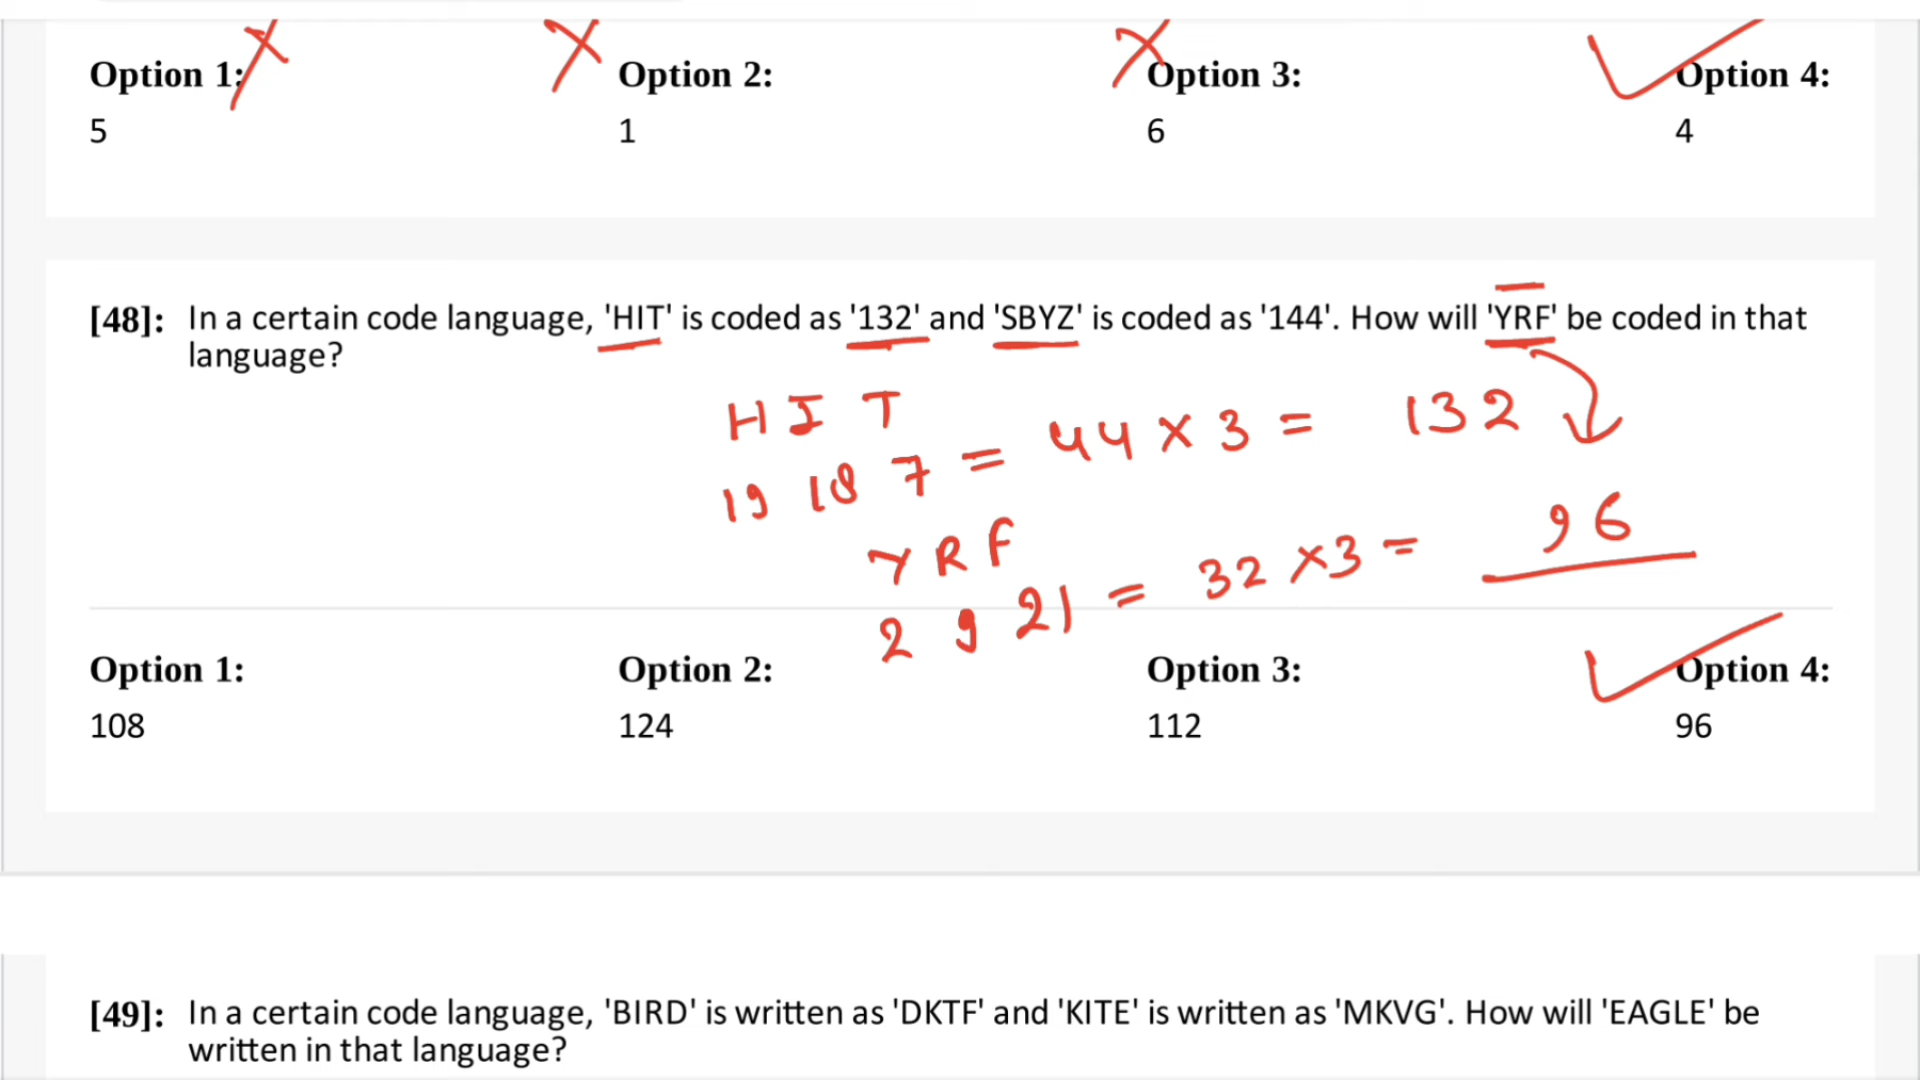 Option 1: Option 2: Option 3: Option 4:
5 1 6 4
[48]: In a certain code language, 'HIT' is coded as '132' and 'SBYZ' is coded as '144'. How will 'YRF' be coded in that
language?
H I T
19 18 7 = 44 × 3 = 132
Y R F
2 9 21 = 32 × 3 = 96
Option 1: Option 2: Option 3: Option 4:
108 124 112 96
[49]: In a certain code language, 'BIRD' is written as 'DKTF' and 'KITE' is written as 'MKVG'. How will 'EAGLE' be
written in that language?